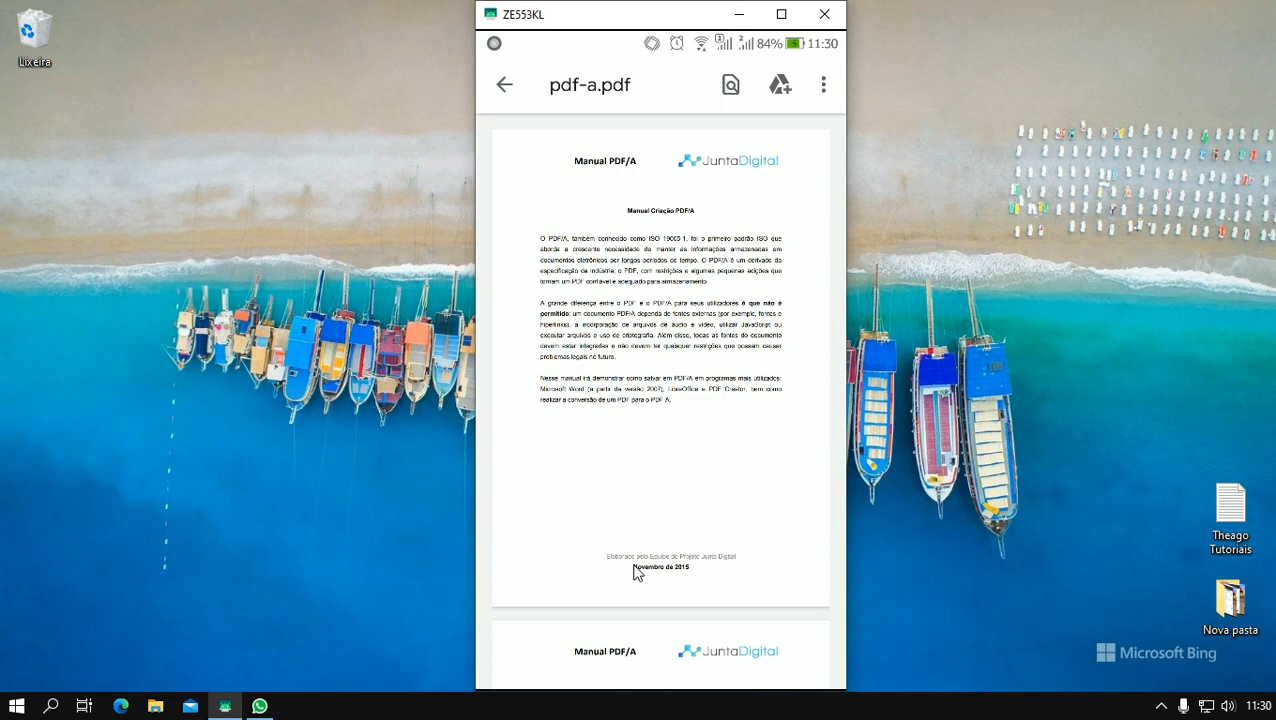 ZE553KL
Lixeira
1 2 84% 11:30
pdf-a.pdf
Manual PDF/A JuntaDigital
Manual Criação PDF/A
O PDF/A, também conhecido como ISO 19005-1, foi o primeiro padrão ISO que
aborda a crescente necessidade de manter as informações armazenadas em
documentos eletrônicos por longos períodos de tempo. O PDF/A é um derivado da
especificação da indústria, o PDF, com restrições e algumas pequenas adições que
tornam um PDF confiável e adequado para armazenamento
A grande diferença entre o PDF e o PDF/A para seus utilizadores é que não é
permitido: um documento PDF/A dependa de fontes externas (por exemplo, fontes e
hiperlinks), a incorporação de arquivos de áudio e vídeo, utilizar JavaScript ou
executar arquivos e uso de criptografia. Além disso, todas as fontes do documento
devem estar integradas e não devem ter quaisquer restrições que possam causar
problemas legais no futuro.
Nesse manual irá demonstrar como salvar em PDF/A em programas mais utilizados:
Microsoft Word (a partir da versão 2007), LibreOffice e PDF Creator, bem como
realizar a conversão de um PDF para o PDF A.
Elaborado pela Equipe do Projeto Junta Digital
Novembro de 2015
Manual PDF/A JuntaDigital
Theago
Tutoriais
Nova pasta
Microsoft Bing
11:30